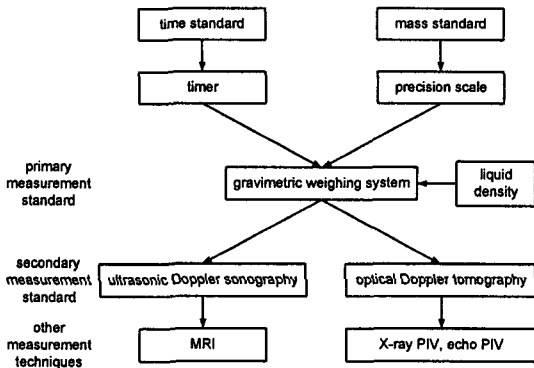 time standard
mass standard
timer
precision scale
primary
measurement
standard
gravimetric weighing system
liquid
density
secondary
measurement
standard
ultrasonic Doppler sonography
optical Doppler tomography
other
measurement
techniques
MRI
X-ray PIV, echo PIV